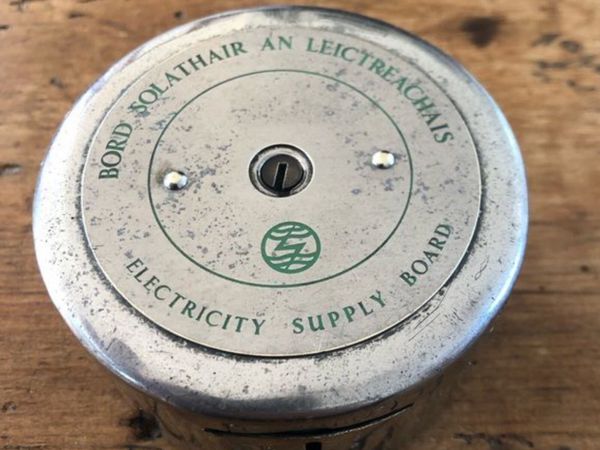 BORD SOLATHAIR AN LEICTREACHAIS
ELECTRICITY SUPPLY BOARD